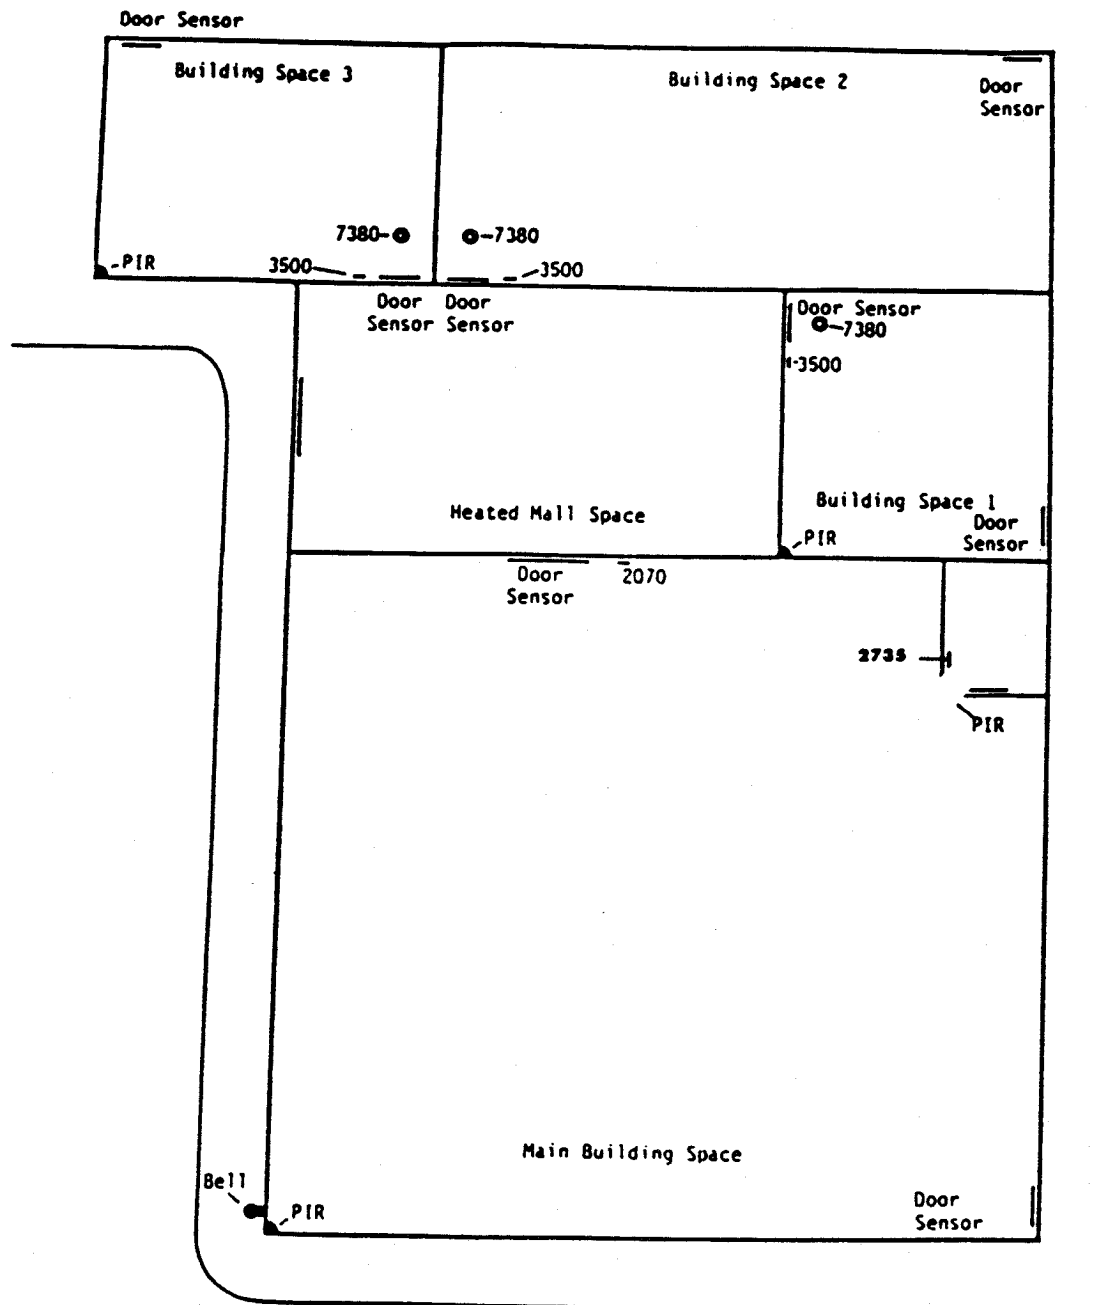 Door Sensor
Building Space 3
Building Space 2
Door
Sensor
7380
7380
PIR
3500
3500
Door Door
Sensor Sensor
Door Sensor
7380
3500
Heated Mall Space
Building Space 1
Door
Sensor
PIR
Door
Sensor
2070
2735
PIR
Main Building Space
Bell
PIR
Door
Sensor